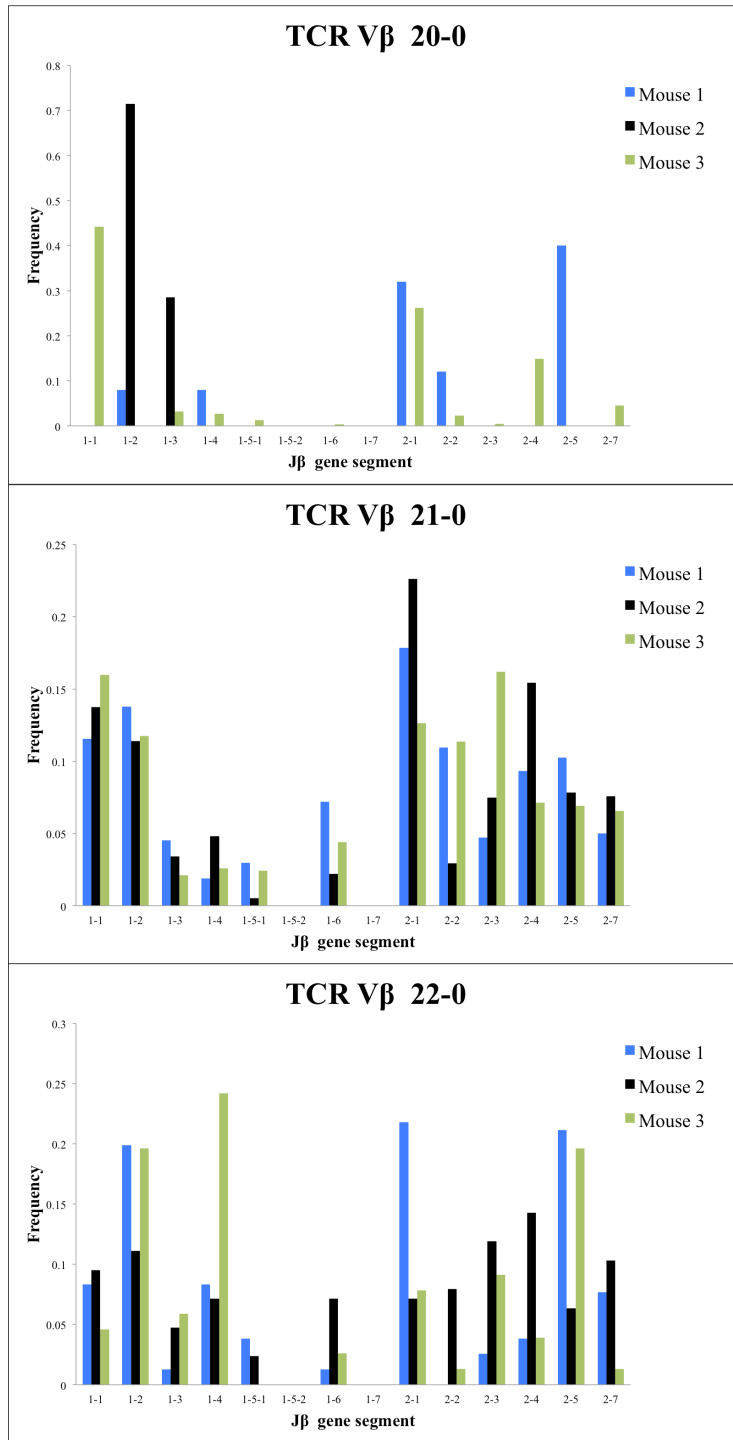 TCR Vβ 20-0
0.8
0.7
0.6
0.5
0.4
0.3
0.2
0.1
0
Frequency
1-1 1-2 1-3 1-4 1-5-1 1-5-2 1-6 1-7 2-1 2-2 2-3 2-4 2-5 2-7
Jβ gene segment
Mouse 1
Mouse 2
Mouse 3
TCR Vβ 21-0
0.25
0.2
0.15
0.1
0.05
0
Frequency
1-1 1-2 1-3 1-4 1-5-1 1-5-2 1-6 1-7 2-1 2-2 2-3 2-4 2-5 2-7
Jβ gene segment
Mouse 1
Mouse 2
Mouse 3
TCR Vβ 22-0
0.3
0.25
0.2
0.15
0.1
0.05
0
Frequency
1-1 1-2 1-3 1-4 1-5-1 1-5-2 1-6 1-7 2-1 2-2 2-3 2-4 2-5 2-7
Jβ gene segment
Mouse 1
Mouse 2
Mouse 3